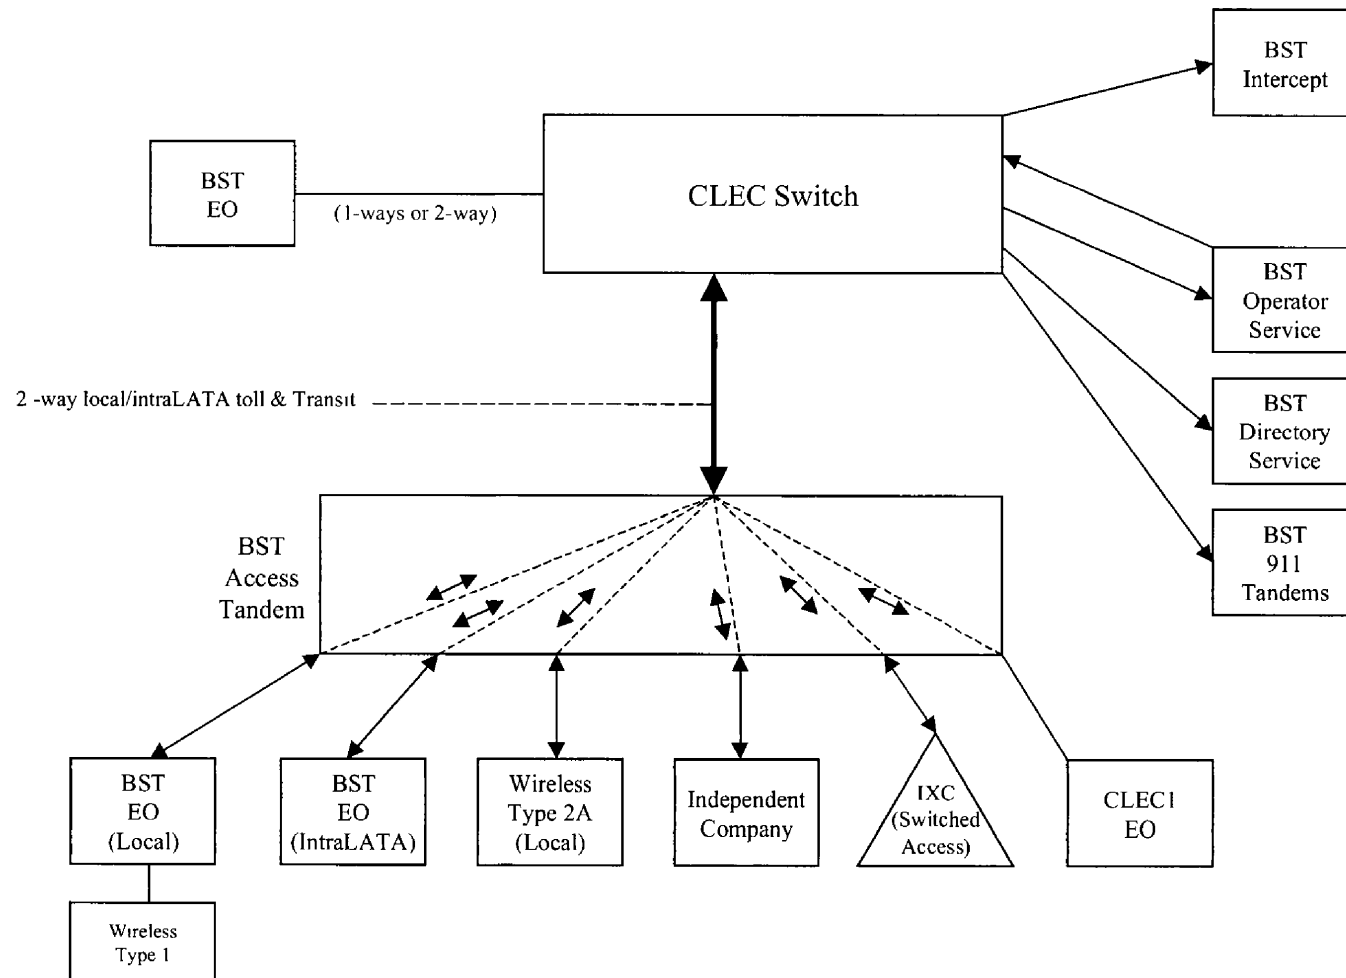 BST
Intercept
BST
EO
(1-ways or 2-way)
CLEC Switch
BST
Operator
Service
2 -way local/intraLATA toll & Transit
BST
Directory
Service
BST
Access
Tandem
BST
911
Tandems
BST
EO
(Local)
BST
EO
(IntraLATA)
Wireless
Type 2A
(Local)
Independent
Company
IXC
(Switched
Access)
CLEC1
EO
Wireless
Type 1